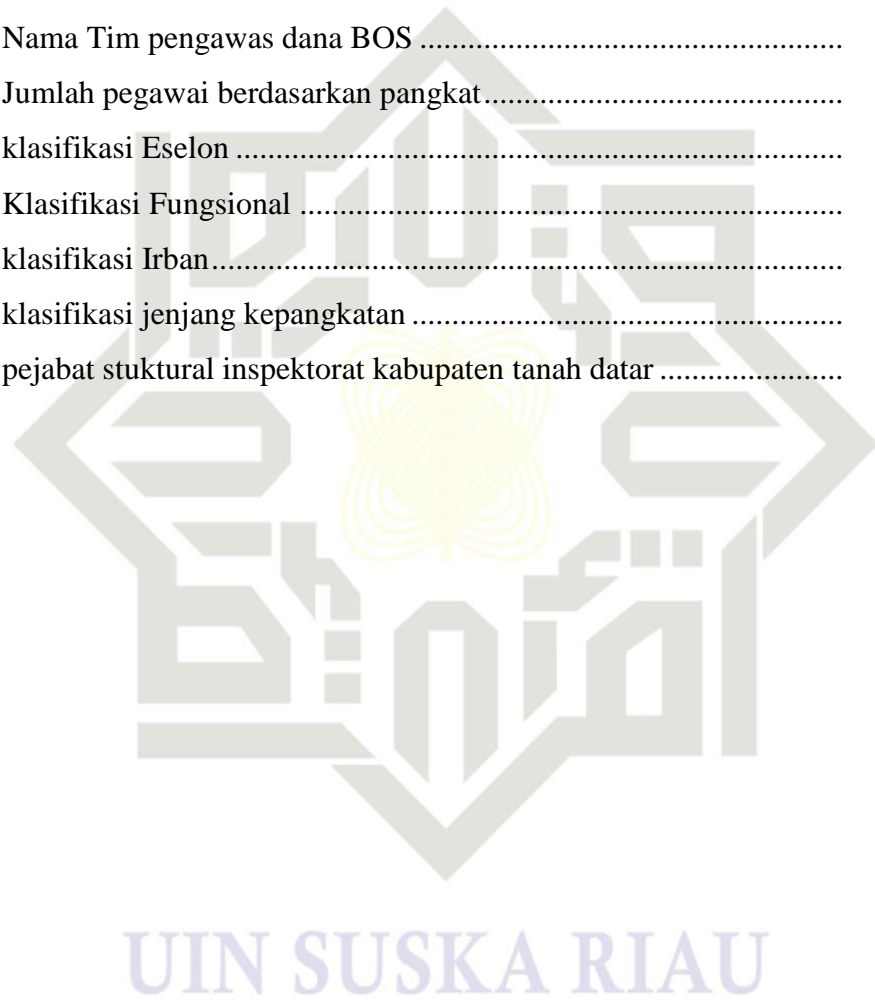 Nama Tim pengawas dana BOS ............................................................
Jumlah pegawai berdasarkan pangkat..................................................
klasifikasi Eselon ................................................................................
Klasifikasi Fungsional .........................................................................
klasifikasi Irban...................................................................................
klasifikasi jenjang kepangkatan ...........................................................
pejabat stuktural inspektorat kabupaten tanah datar .......................
UIN SUSKA RIAU